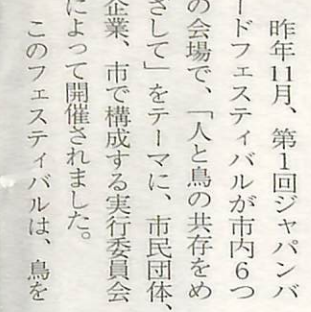 昨年11月、第1回ジャパンバ
ードフェスティバルが市内6つ
の会場で、「人と鳥の共存をめ
ざして」をテーマに、市民団体、
企業、市で構成する実行委員会
によって開催されました。
このフェスティバルは、鳥を